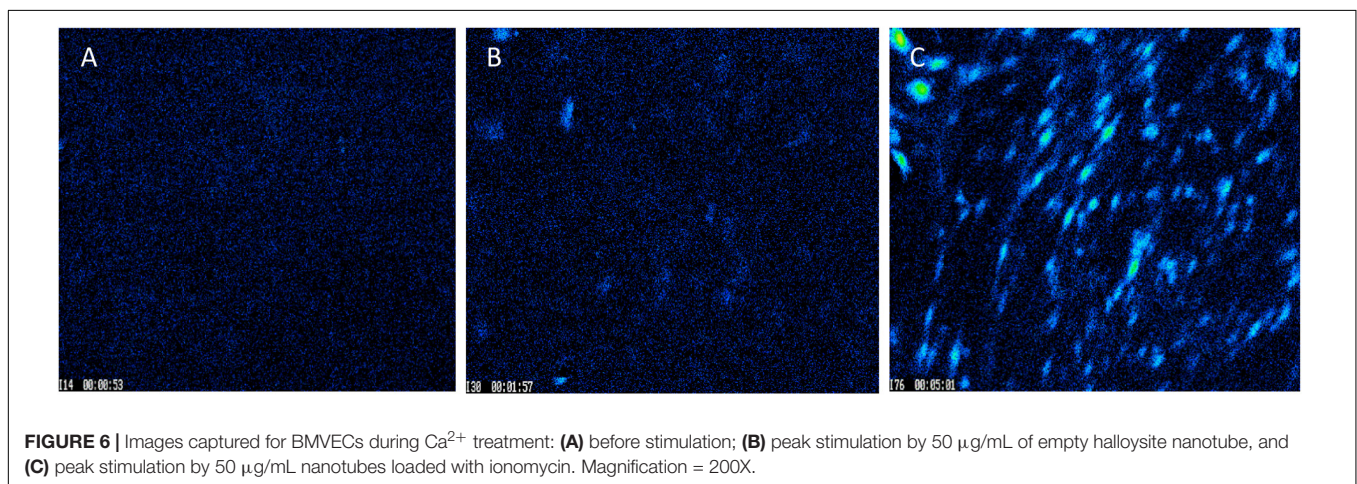 A
B
C
I14 00:00:53
I30 00:01:57
I76 00:05:01
FIGURE 6 | Images captured for BMVECs during Ca²⁺ treatment: (A) before stimulation; (B) peak stimulation by 50 μg/mL of empty halloysite nanotube, and
(C) peak stimulation by 50 μg/mL nanotubes loaded with ionomycin. Magnification = 200X.